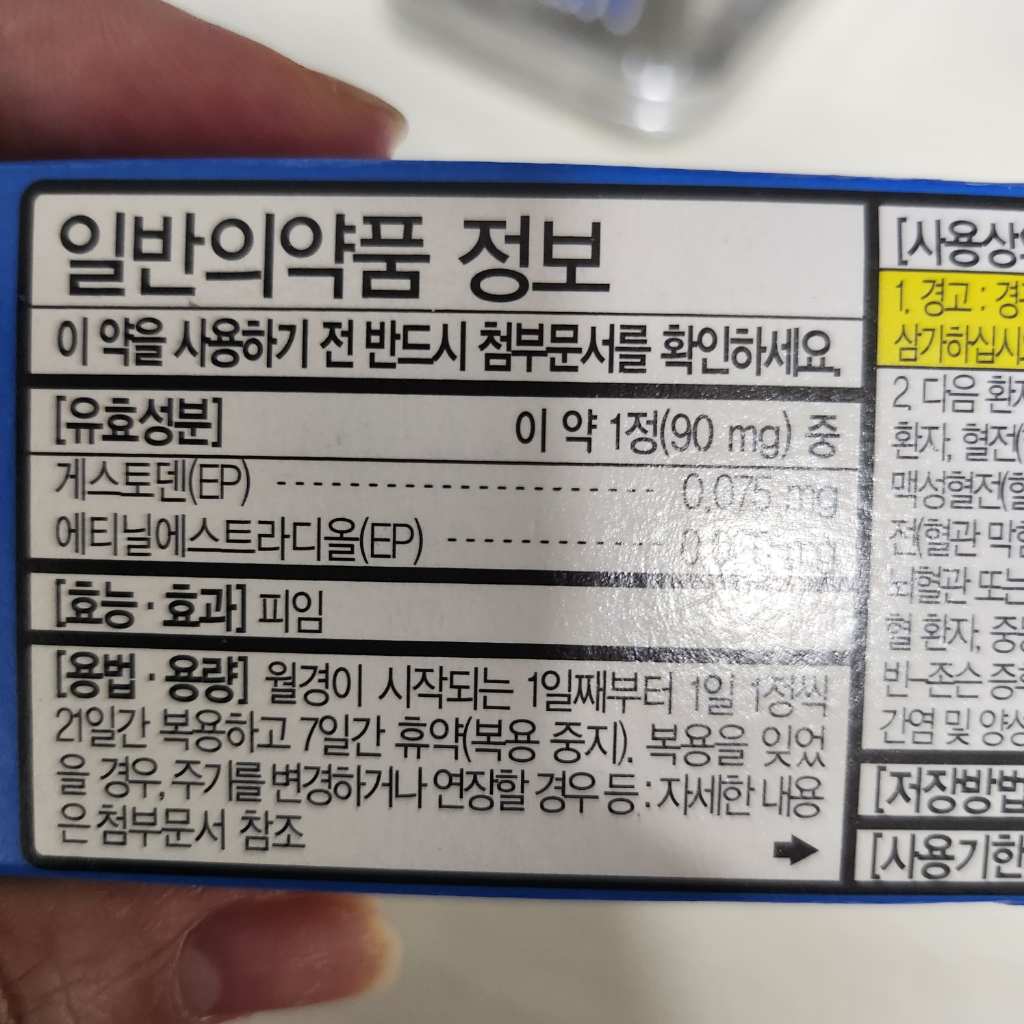 일반의약품 정보
이 약을 사용하기 전 반드시 첨부문서를 확인하세요.
[유효성분] 이 약 1정(90 mg) 중
게스토덴(EP) 0.075 mg
에티닐에스트라디올(EP) mg
[효능·효과] 피임
[용법·용량] 월경이 시작되는 1일째부터 1일 1정씩
21일간 복용하고 7일간 휴약(복용 중지). 복용을 잊었
을 경우, 주기를 변경하거나 연장할 경우 등 : 자세한 내용
은 첨부문서 참조
[사용상
1. 경고 :
삼가하십시
2. 다음 환자
환자, 혈전(
맥성혈전(혈
전(혈관 막힘
뇌혈관 또는
혈 환자, 중
빈-존슨 증후
간염 및 양성
[저장방법
[사용기한